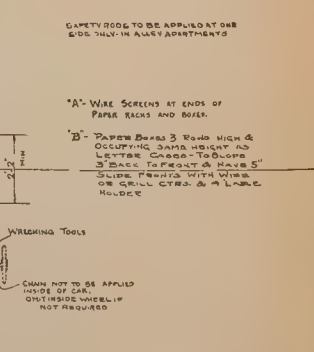 SAFETY RODS TO BE APPLIED AT ONE
SIDE ONLY - IN ALLEY APARTMENTS
"A" - WIRE SCREENS AT ENDS OF
PAPER RACKS AND BOXES.
"B" - PAPER BOXES 3 ROWS HIGH &
OCCUPYING SAME HEIGHT AS
LETTER CASES - TO SLOPE
3" BACK TO FRONT & HAVE 5"
SLIDE FRONTS WITH WIRE
OR GRILL CTRS. & A LABEL
HOLDER
2'-2" MIN
WRECKING TOOLS
CHAIN NOT TO BE APPLIED
INSIDE OF CAR.
OMIT INSIDE WHEEL IF
NOT REQUIRED